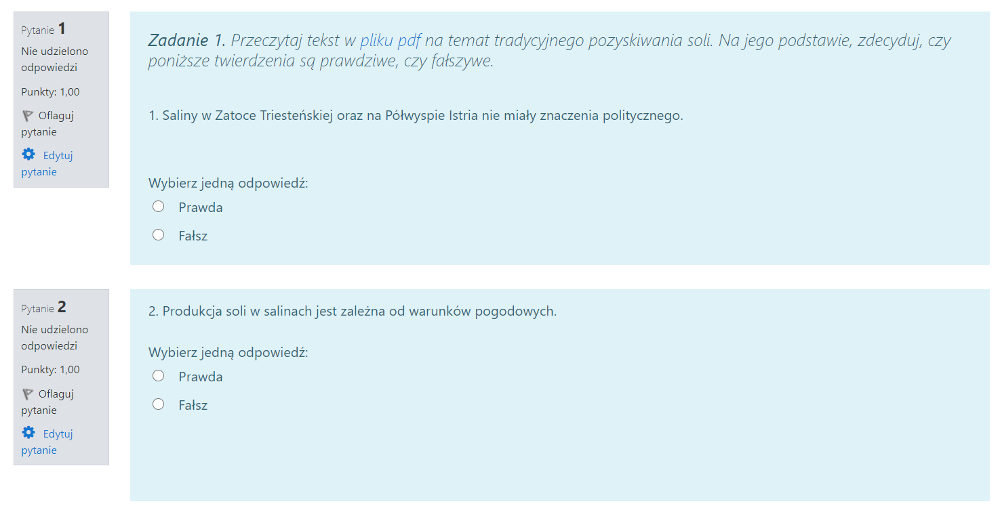 Pytanie 1
Nie udzielono
odpowiedzi
Punkty: 1,00
Oflaguj
pytanie
Edytuj
pytanie
Zadanie 1. Przeczytaj tekst w pliku pdf na temat tradycyjnego pozyskiwania soli. Na jego podstawie, zdecyduj, czy
poniższe twierdzenia są prawdziwe, czy fałszywe.
1. Saliny w Zatoce Triesteńskiej oraz na Półwyspie Istria nie miały znaczenia politycznego.
Wybierz jedną odpowiedź:
Prawda
Fałsz
Pytanie 2
Nie udzielono
odpowiedzi
Punkty: 1,00
Oflaguj
pytanie
Edytuj
pytanie
2. Produkcja soli w salinach jest zależna od warunków pogodowych.
Wybierz jedną odpowiedź:
Prawda
Fałsz